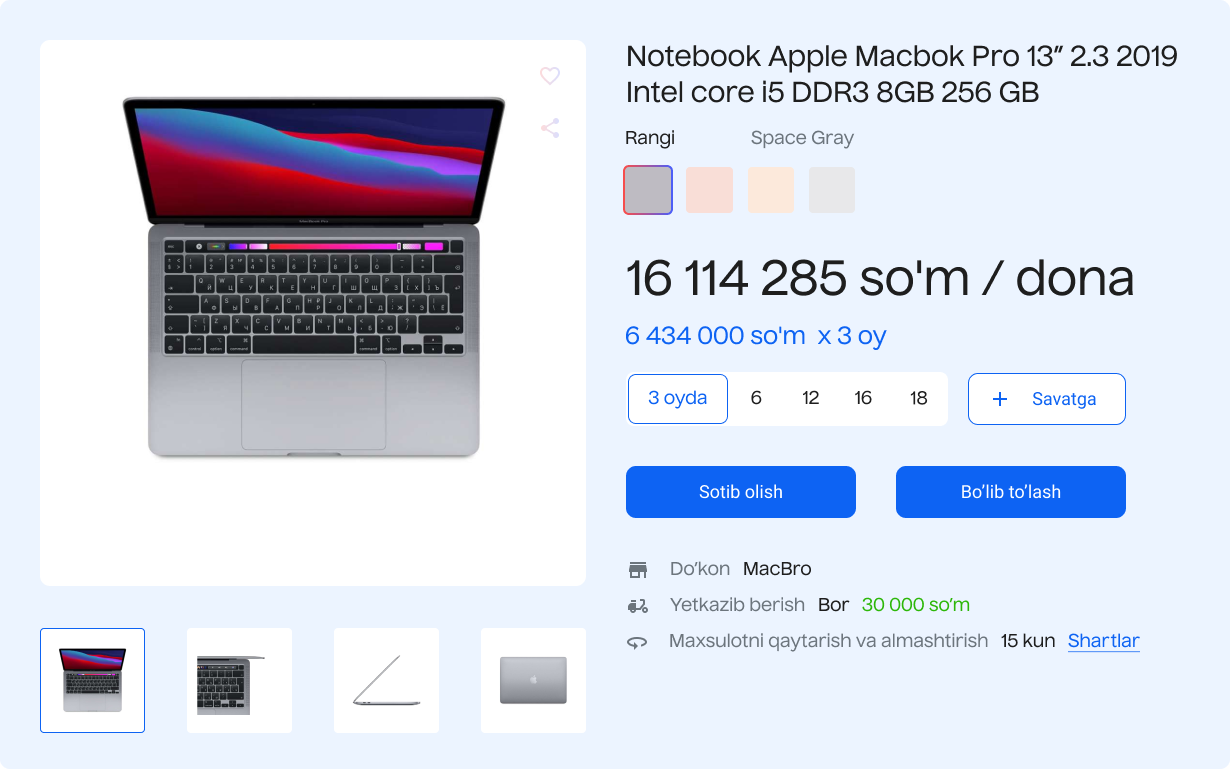 Notebook Apple Macbok Pro 13” 2.3 2019
Intel core i5 DDR3 8GB 256 GB
Rangi Space Gray
16 114 285 so'm / dona
6 434 000 so'm x 3 oy
3 oyda 6 12 16 18 + Savatga
Sotib olish Bo’lib to’lash
Do’kon MacBro
Yetkazib berish Bor 30 000 so’m
Maxsulotni qaytarish va almashtirish 15 kun Shartlar